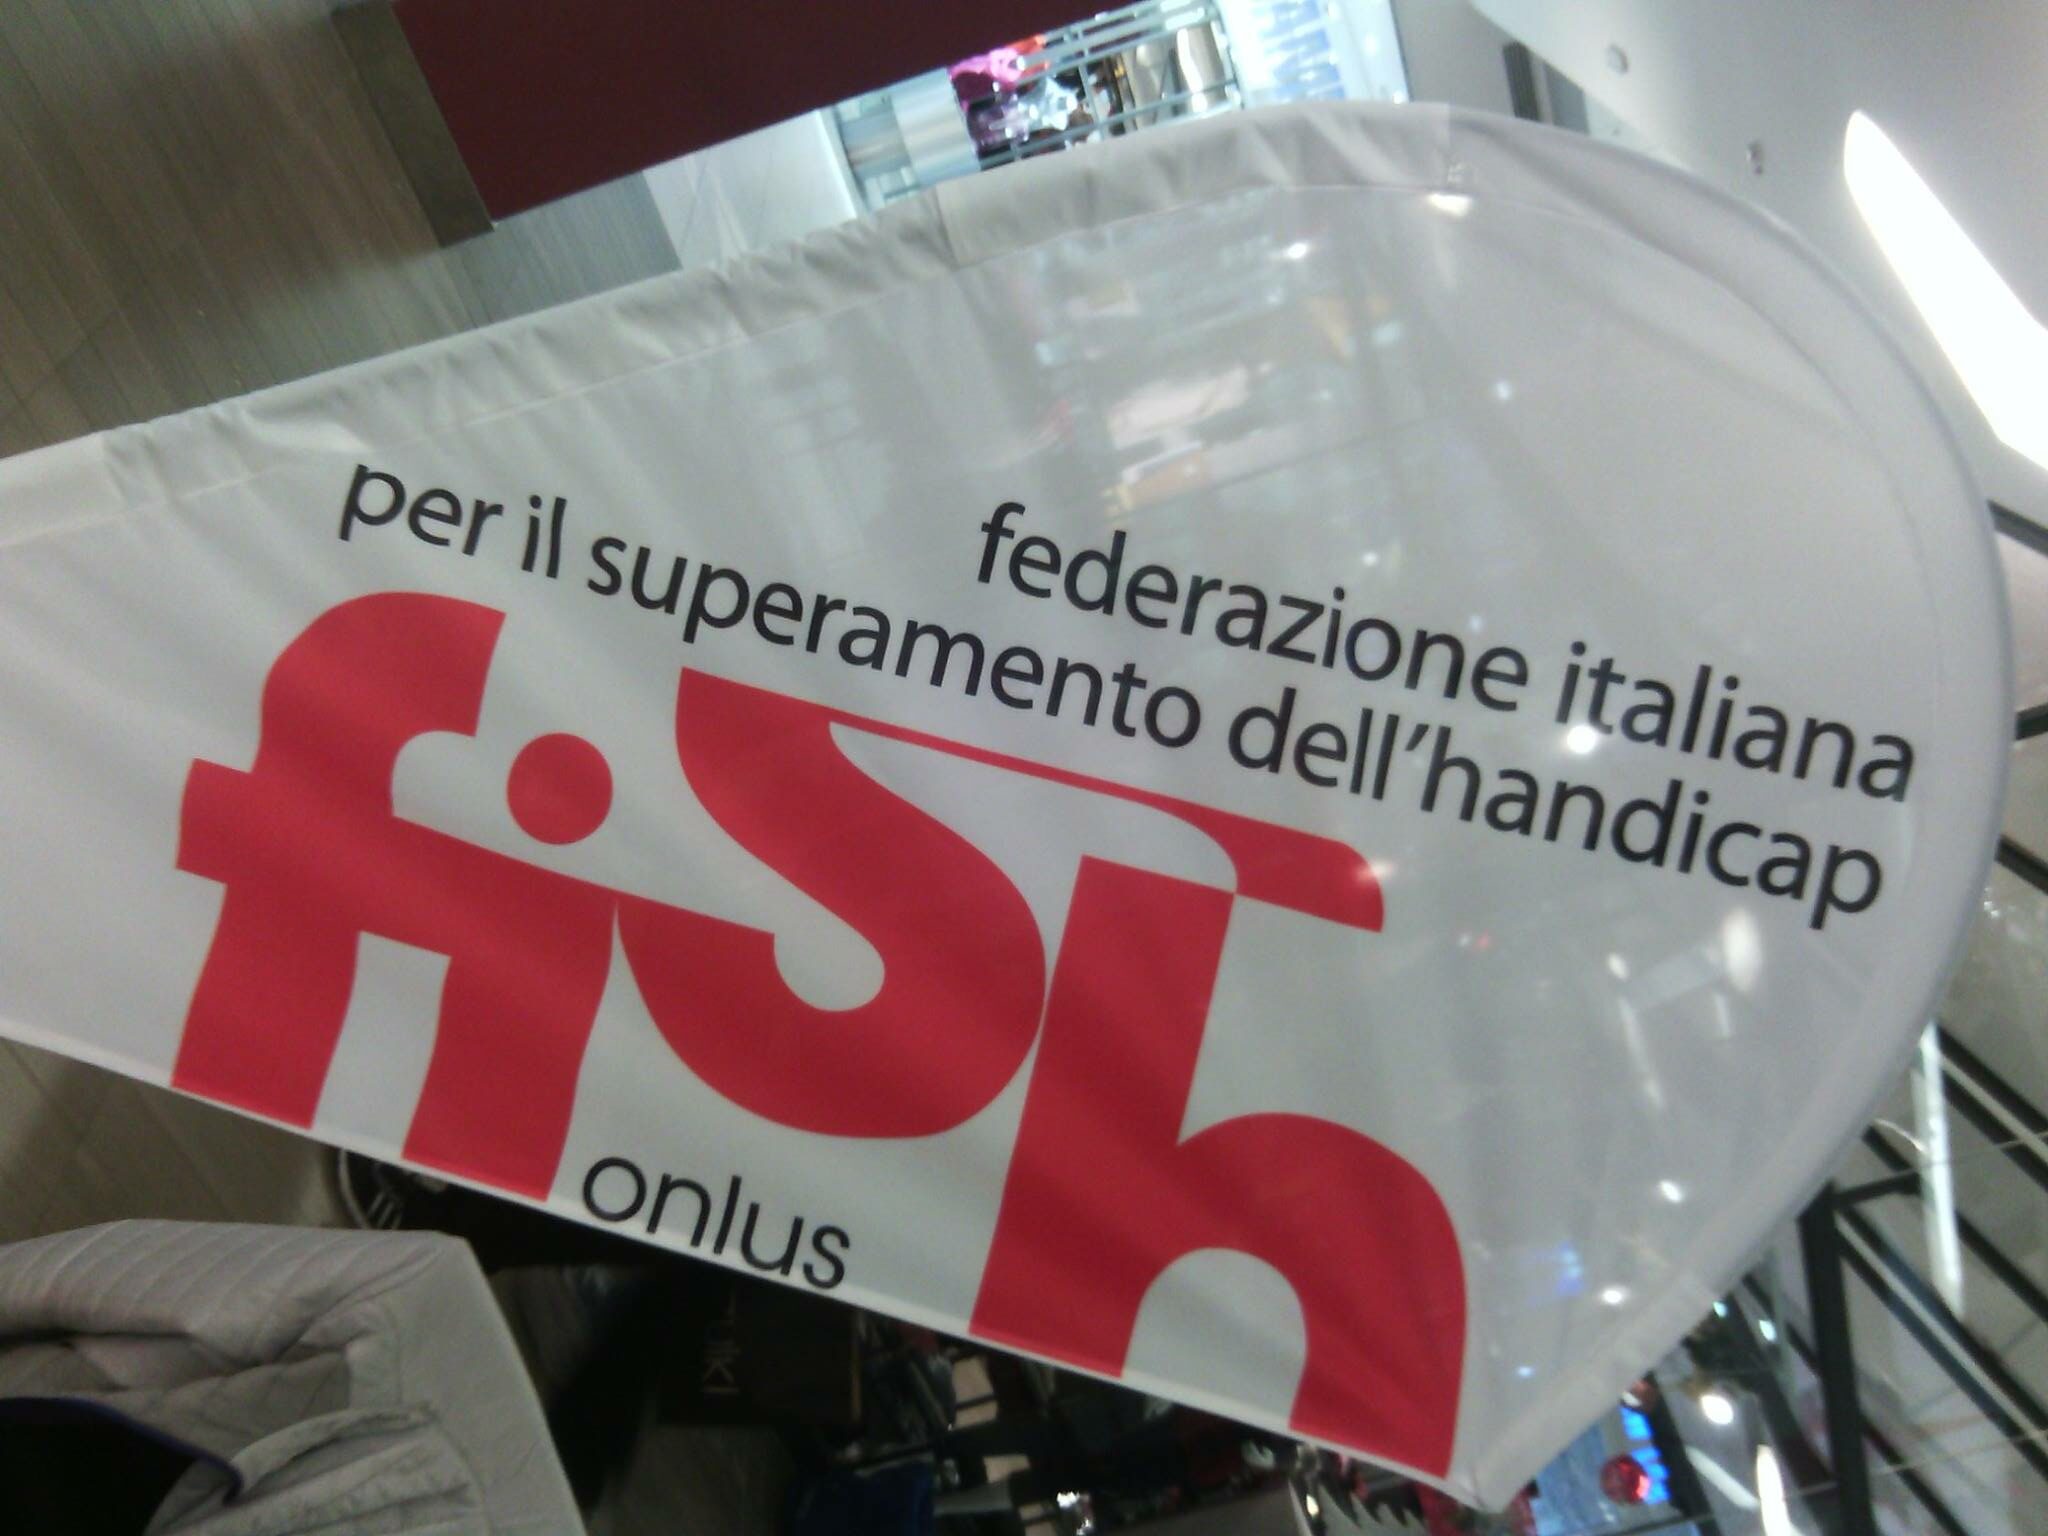 federazione italiana
per il superamento dell'handicap
fish
onlus